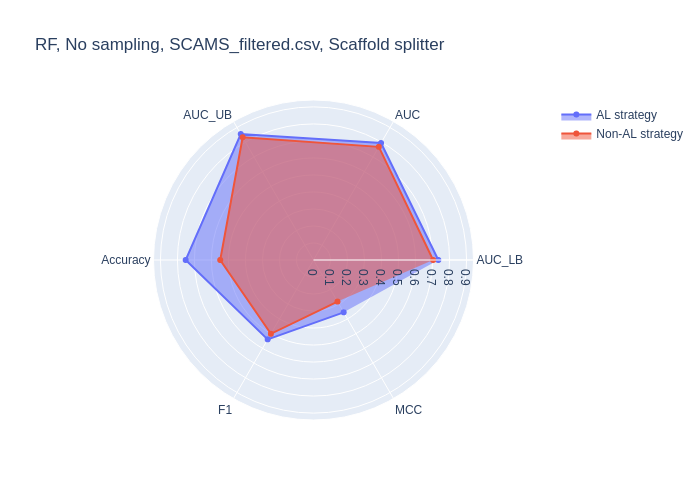 RF, No sampling, SCAMS_filtered.csv, Scaffold splitter
AUC_UB
AUC
AL strategy
Non-AL strategy
Accuracy
AUC_LB
0
0.1
0.2
0.3
0.4
0.5
0.6
0.7
0.8
0.9
F1
MCC